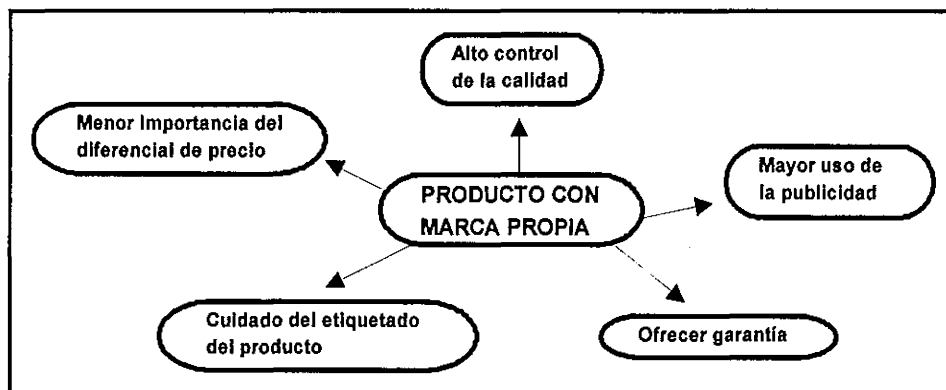 Alto control
de la calidad
Menor Importancia del
diferencial de precio
Mayor uso de
la publicidad
PRODUCTO CON
MARCA PROPIA
Cuidado del etiquetado
del producto
Ofrecer garantía